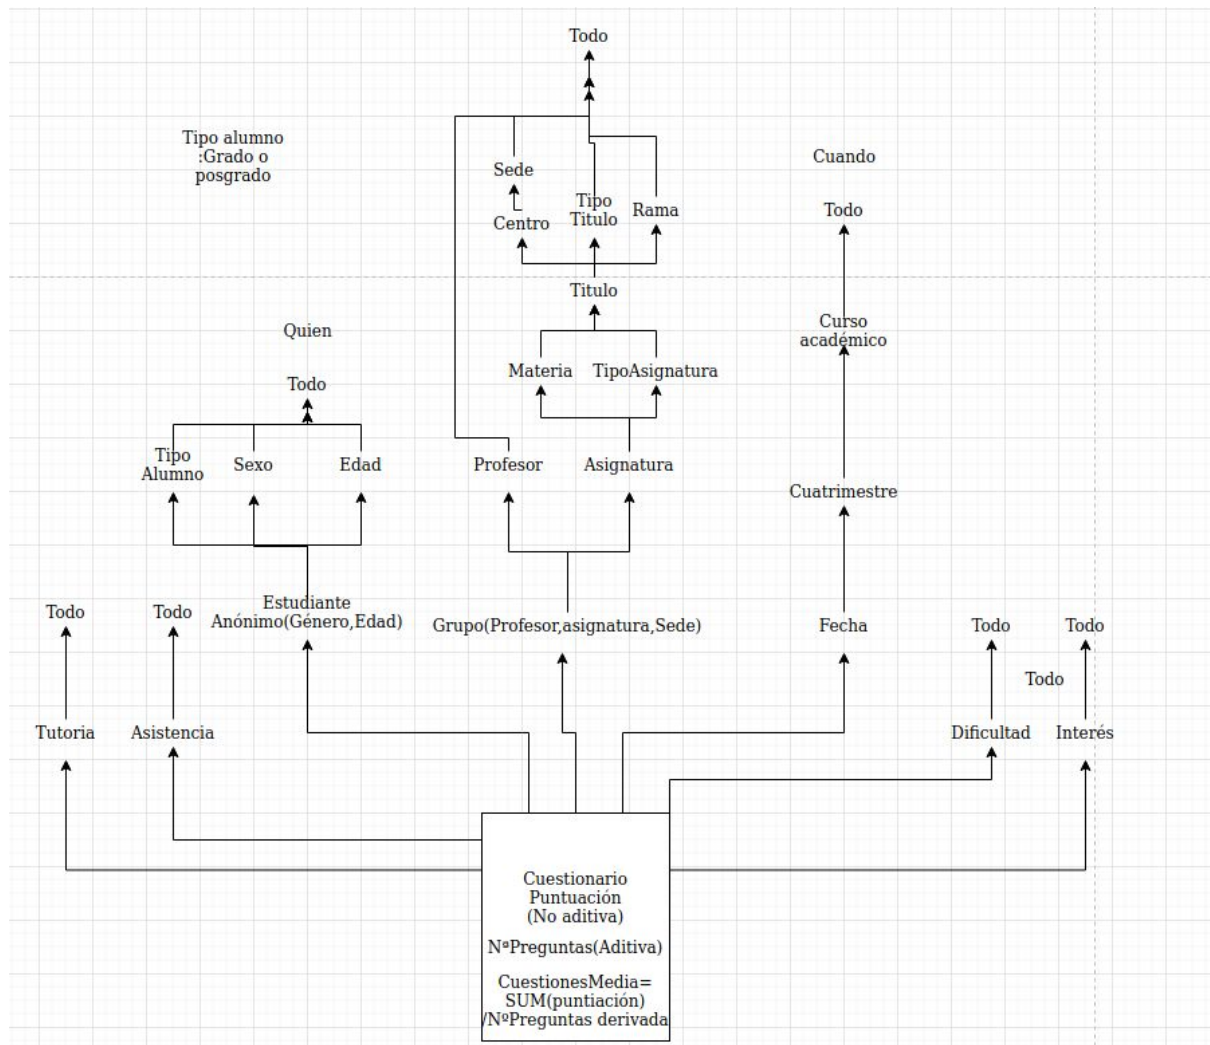 Todo
Tipo alumno
:Grado o
posgrado
Sede
Cuando
Tipo
Titulo
Rama
Todo
Centro
Titulo
Quien
Curso
académico
Materia
TipoAsignatura
Todo
Tipo
Alumno
Sexo
Edad
Profesor
Asignatura
Cuatrimestre
Estudiante
Anónimo(Género,Edad)
Todo
Todo
Grupo(Profesor,asignatura,Sede)
Fecha
Todo
Todo
Todo
Tutoria
Asistencia
Dificultad
Interés
Cuestionario
Puntuación
(No aditiva)
NªPreguntas(Aditiva)
CuestionesMedia=
SUM(puntiación)
/NºPreguntas derivada